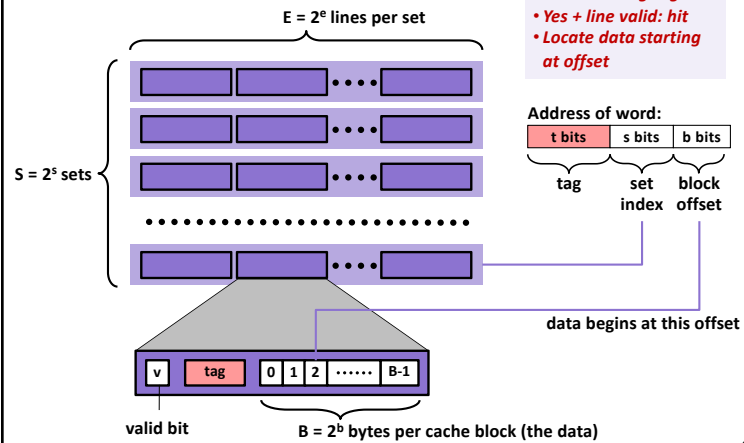 E = 2ᵉ lines per set
• Yes + line valid: hit
• Locate data starting
at offset
Address of word:
t bits s bits b bits
S = 2ˢ sets
tag set block
index offset
data begins at this offset
v tag 0 1 2 •••••• B-1
valid bit
B = 2ᵇ bytes per cache block (the data)